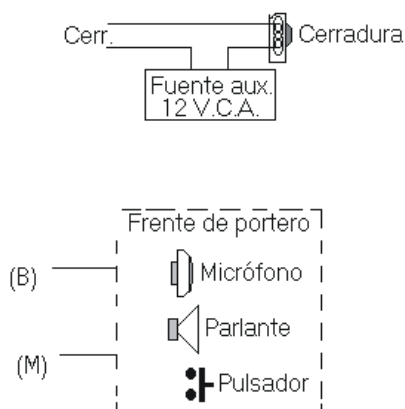 Cerr.
Cerradura
Fuente aux.
12 V.C.A.
Frente de portero
(B)
Micrófono
Parlante
(M)
Pulsador